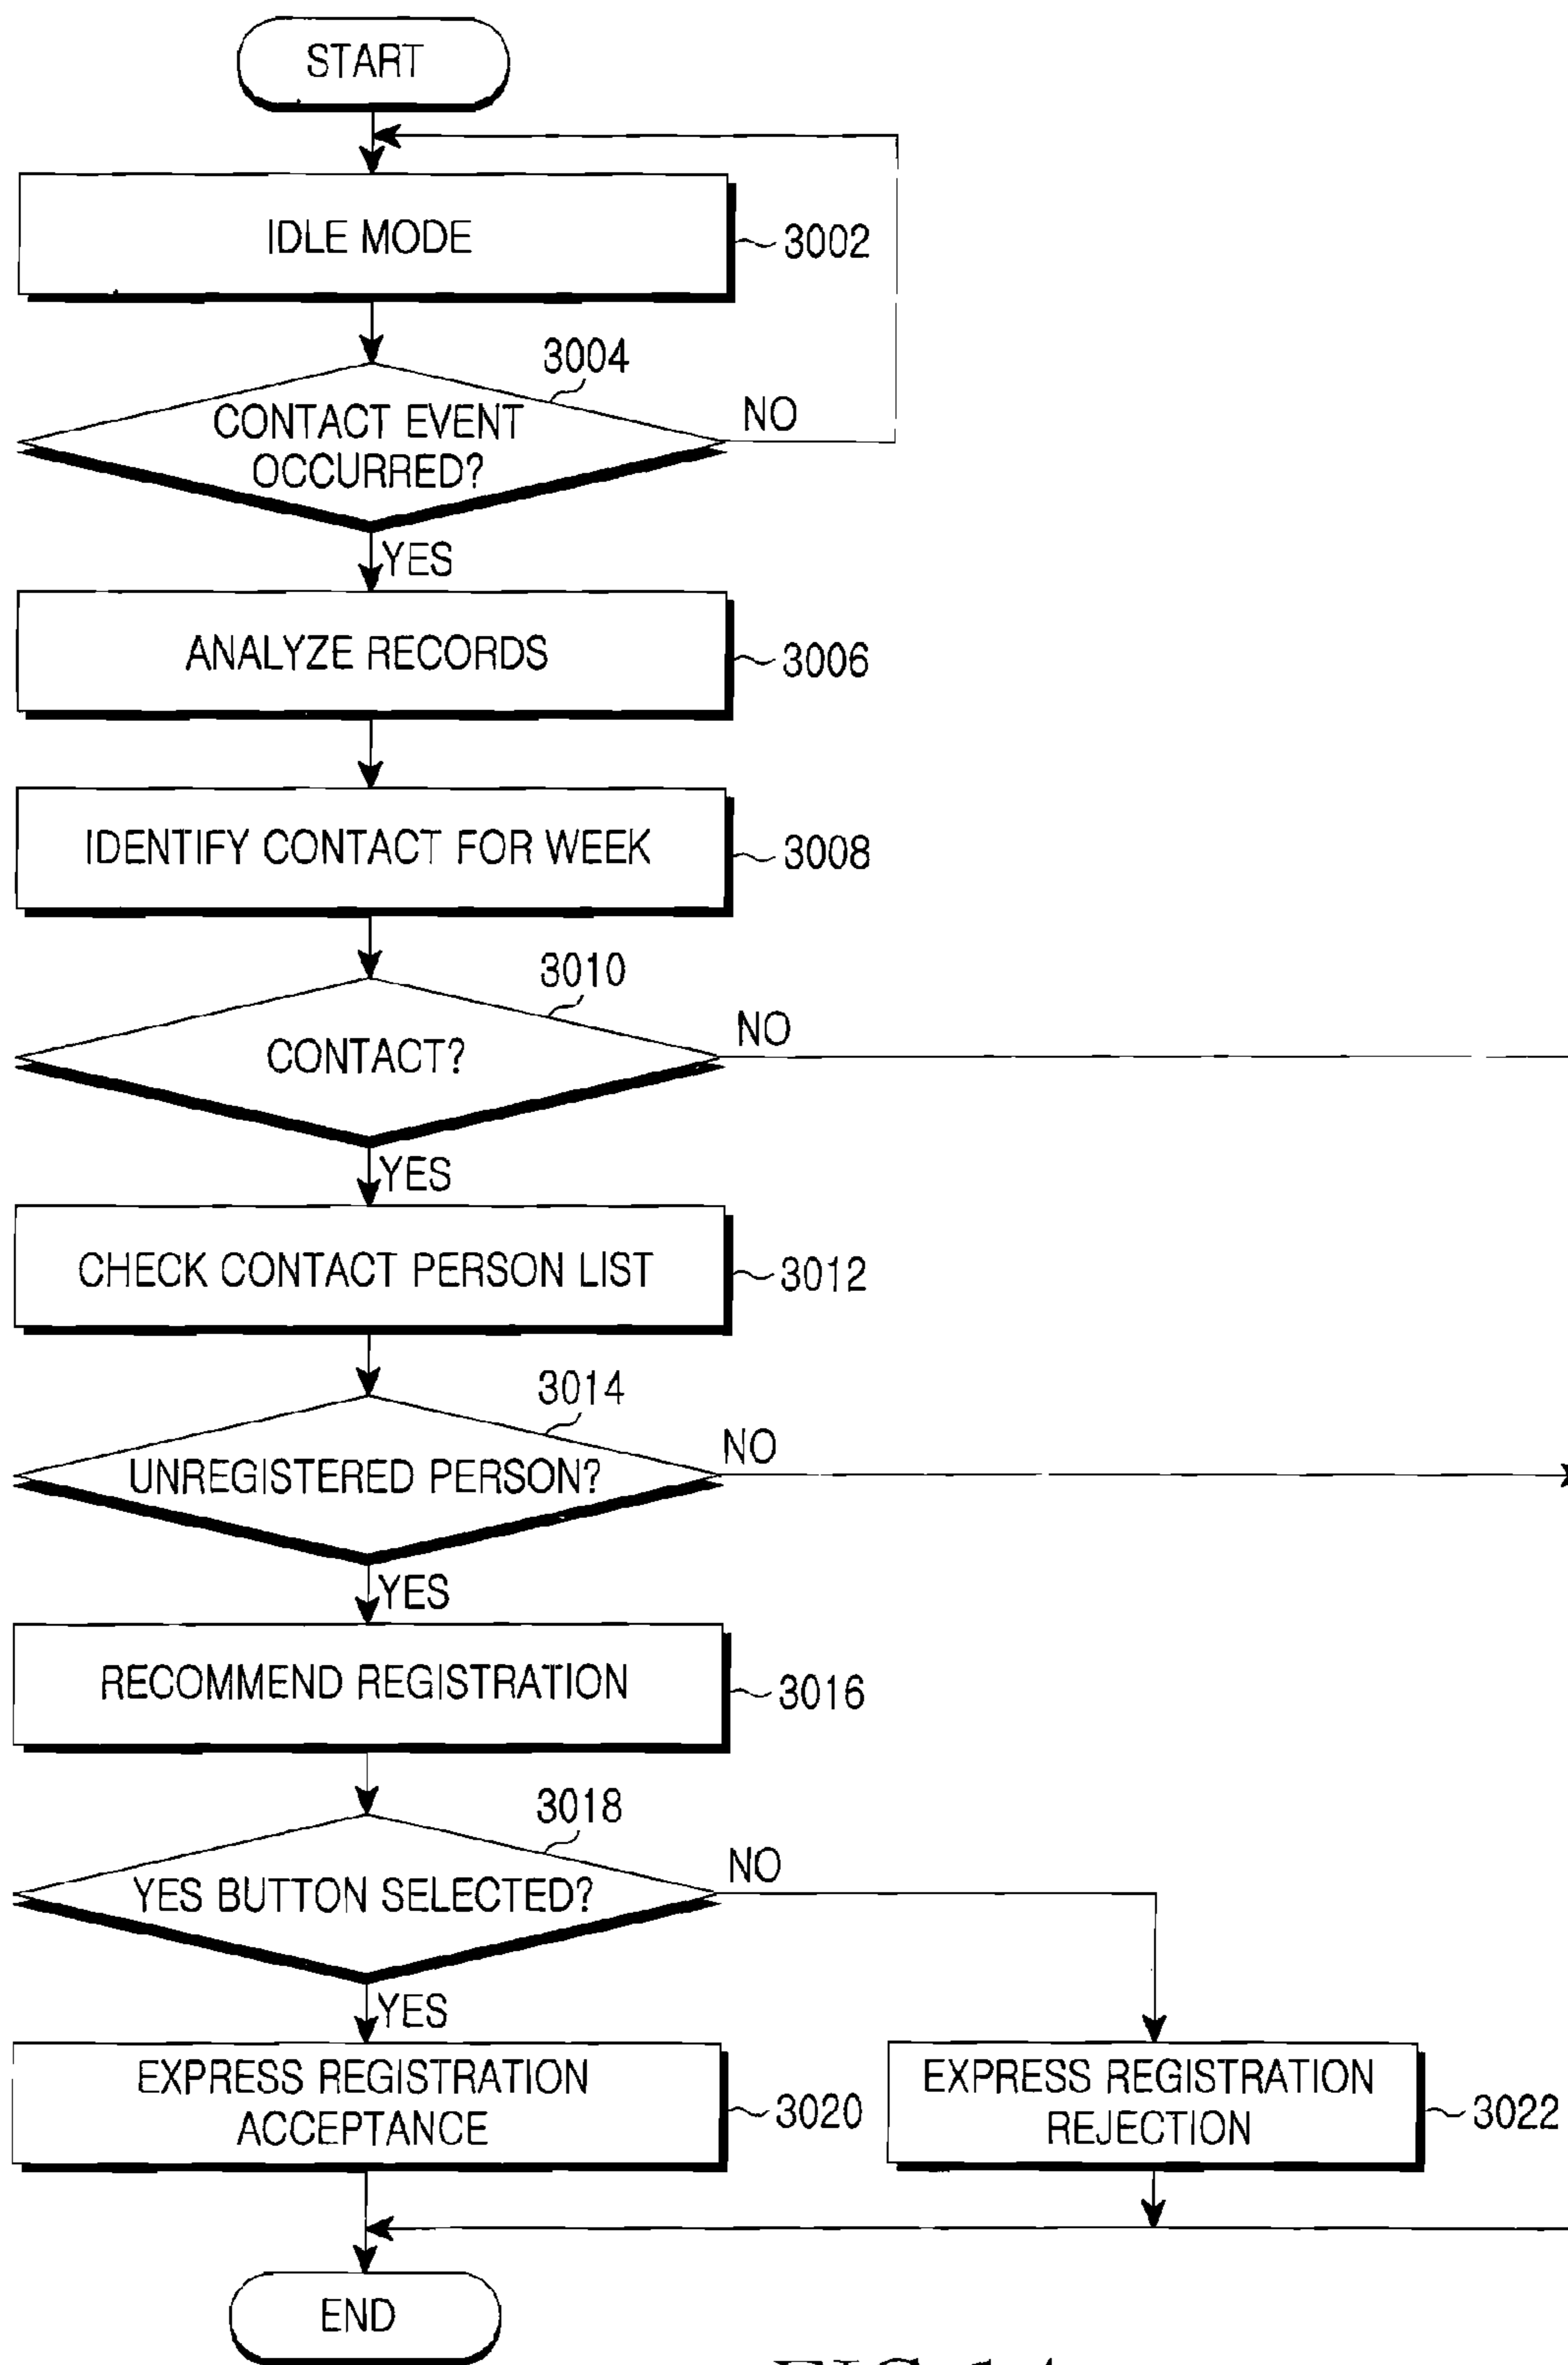 START
IDLE MODE
3002
3004
CONTACT EVENT
OCCURRED?
NO
YES
ANALYZE RECORDS
3006
IDENTIFY CONTACT FOR WEEK
3008
3010
CONTACT?
NO
YES
CHECK CONTACT PERSON LIST
3012
3014
UNREGISTERED PERSON?
NO
YES
RECOMMEND REGISTRATION
3016
3018
YES BUTTON SELECTED?
NO
YES
EXPRESS REGISTRATION
ACCEPTANCE
3020
EXPRESS REGISTRATION
REJECTION
3022
END